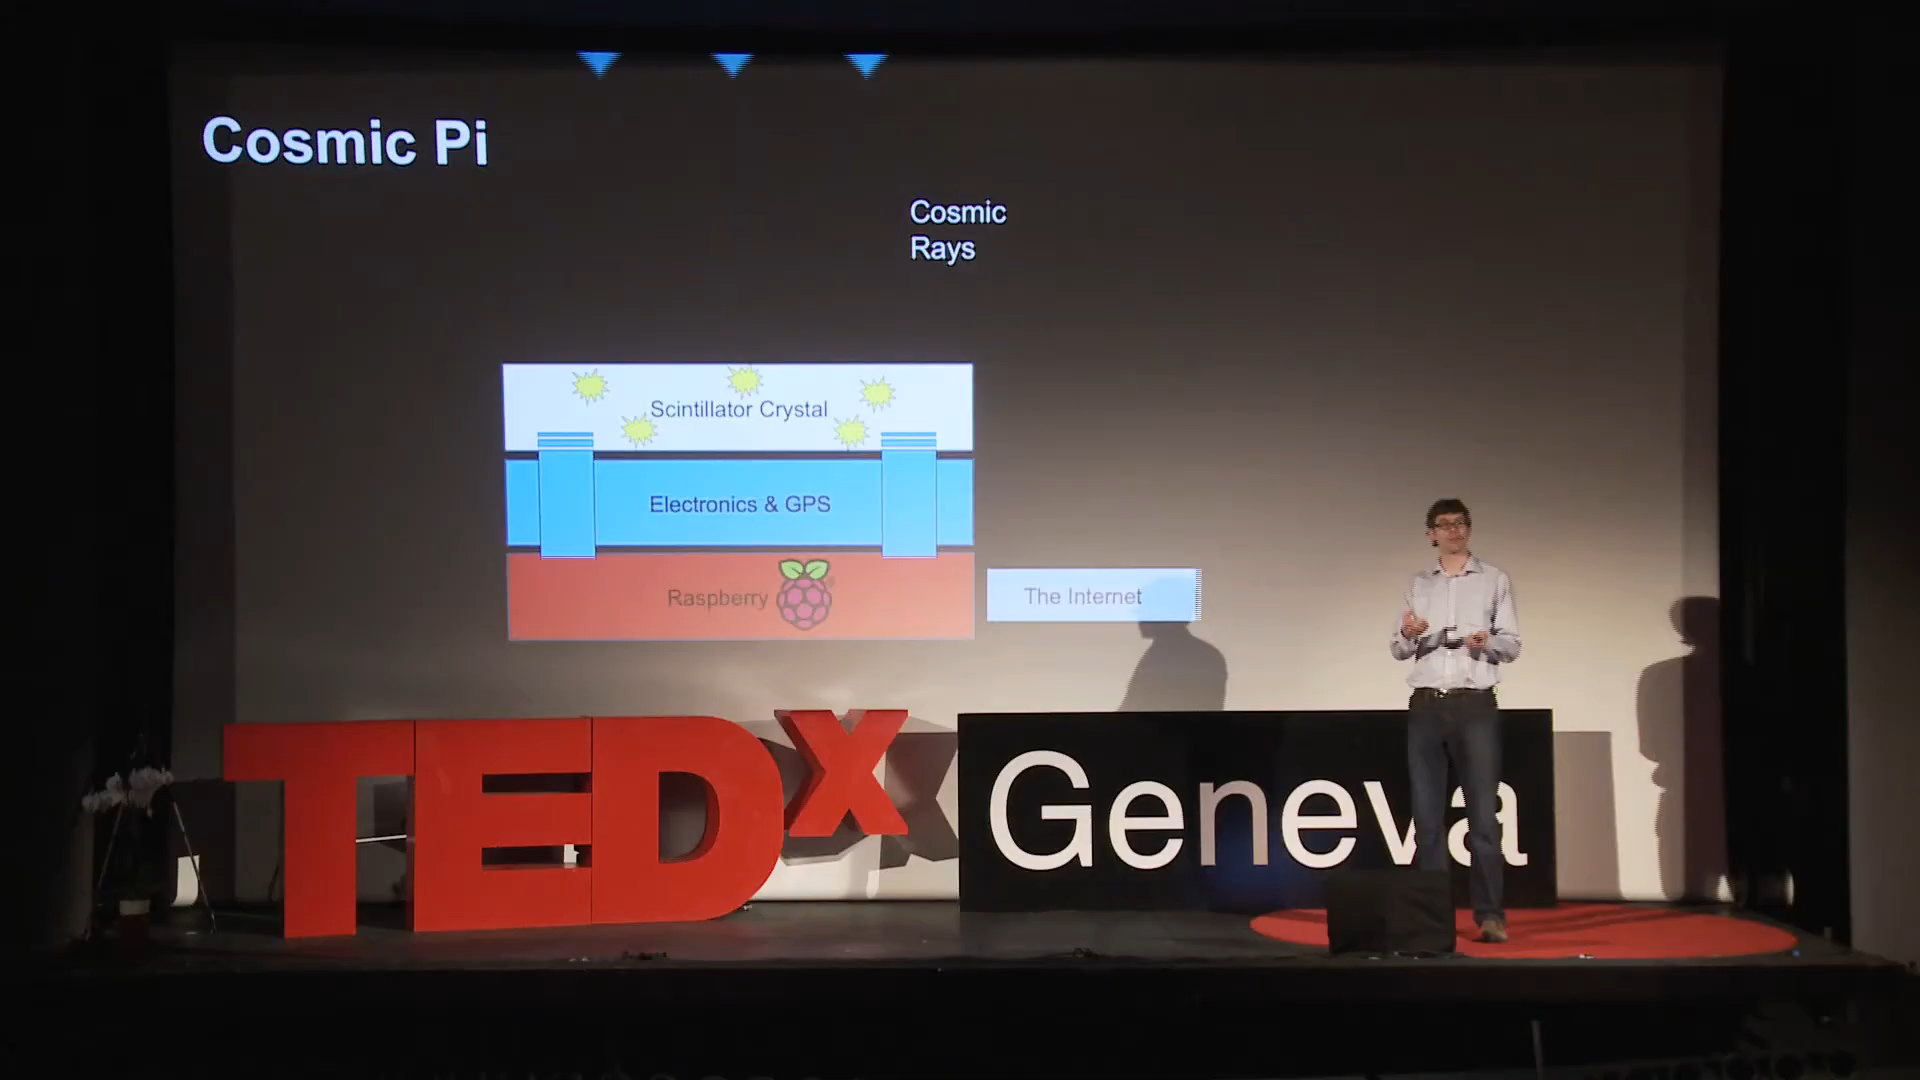 Cosmic Pi
Cosmic
Rays
Scintillator Crystal
Electronics & GPS
Raspberry
The Internet
TEDx
Geneva